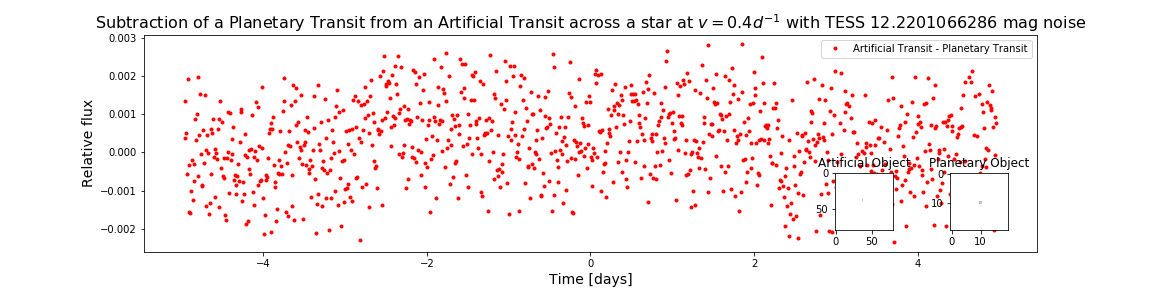 Subtraction of a Planetary Transit from an Artificial Transit across a star at v = 0.4d⁻¹ with TESS 12.2201066286 mag noise
Artificial Transit - Planetary Transit
Relative flux
0.003
0.002
0.001
0.000
−0.001
−0.002
Artificial Object
0
50
0 50
Planetary Object
0
10
0 10
−4 −2 0 2 4
Time [days]